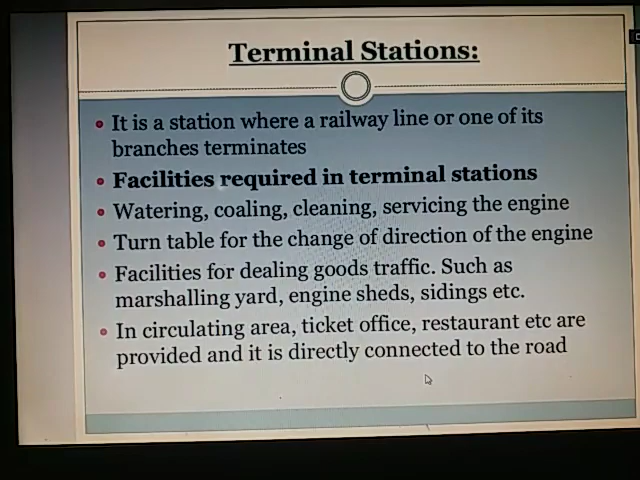 Terminal Stations:
It is a station where a railway line or one of its
branches terminates
Facilities required in terminal stations
Watering, coaling, cleaning, servicing the engine
Turn table for the change of direction of the engine
Facilities for dealing goods traffic. Such as
marshalling yard, engine sheds, sidings etc.
In circulating area, ticket office, restaurant etc are
provided and it is directly connected to the road